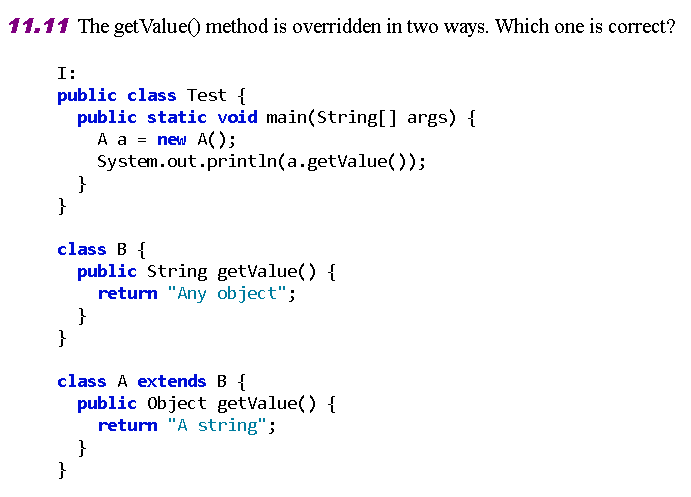 11.11 The getValue() method is overridden in two ways. Which one is correct?
I:
public class Test {
  public static void main(String[] args) {
    A a = new A();
    System.out.println(a.getValue());
  }
}
class B {
  public String getValue() {
    return "Any object";
  }
}
class A extends B {
  public Object getValue() {
    return "A string";
  }
}